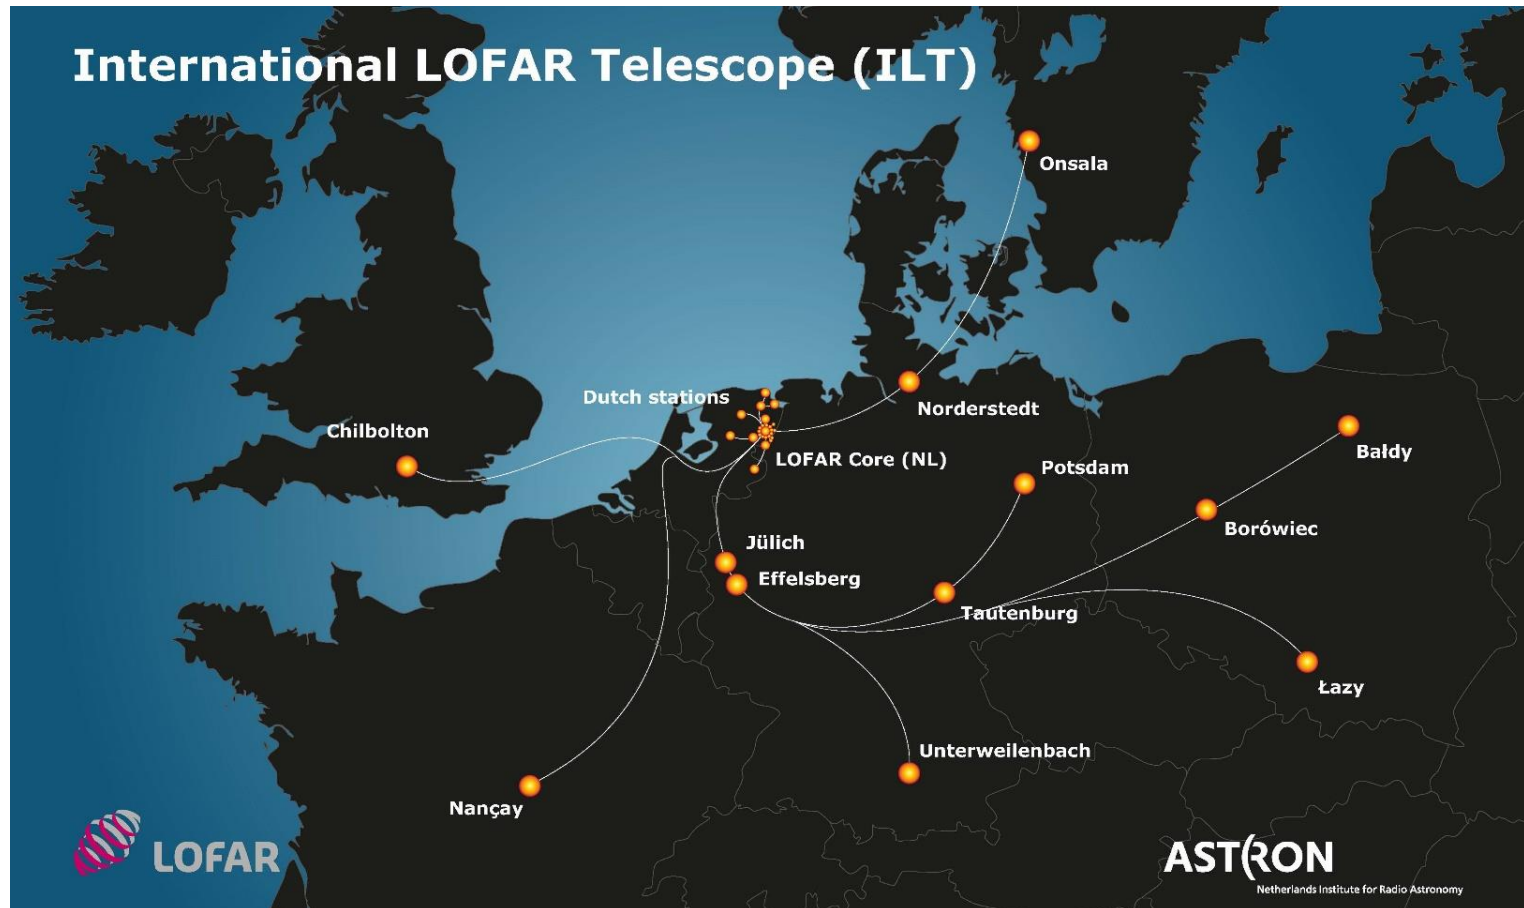 International LOFAR Telescope (ILT)
Onsala
Dutch stations
Norderstedt
Chilbolton
LOFAR Core (NL)
Potsdam
Bałdy
Borówiec
Jülich
Effelsberg
Tautenburg
Łazy
Unterweilenbach
Nançay
LOFAR
ASTRON
Netherlands Institute for Radio Astronomy